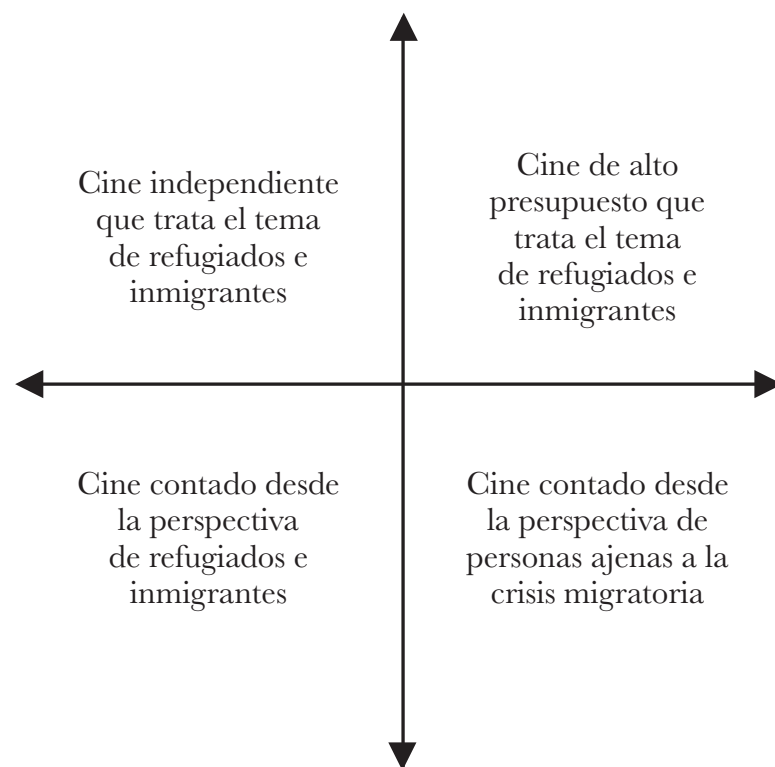 Cine independiente
que trata el tema
de refugiados e
inmigrantes
Cine de alto
presupuesto que
trata el tema
de refugiados e
inmigrantes
Cine contado desde
la perspectiva
de refugiados e
inmigrantes
Cine contado desde
la perspectiva de
personas ajenas a la
crisis migratoria